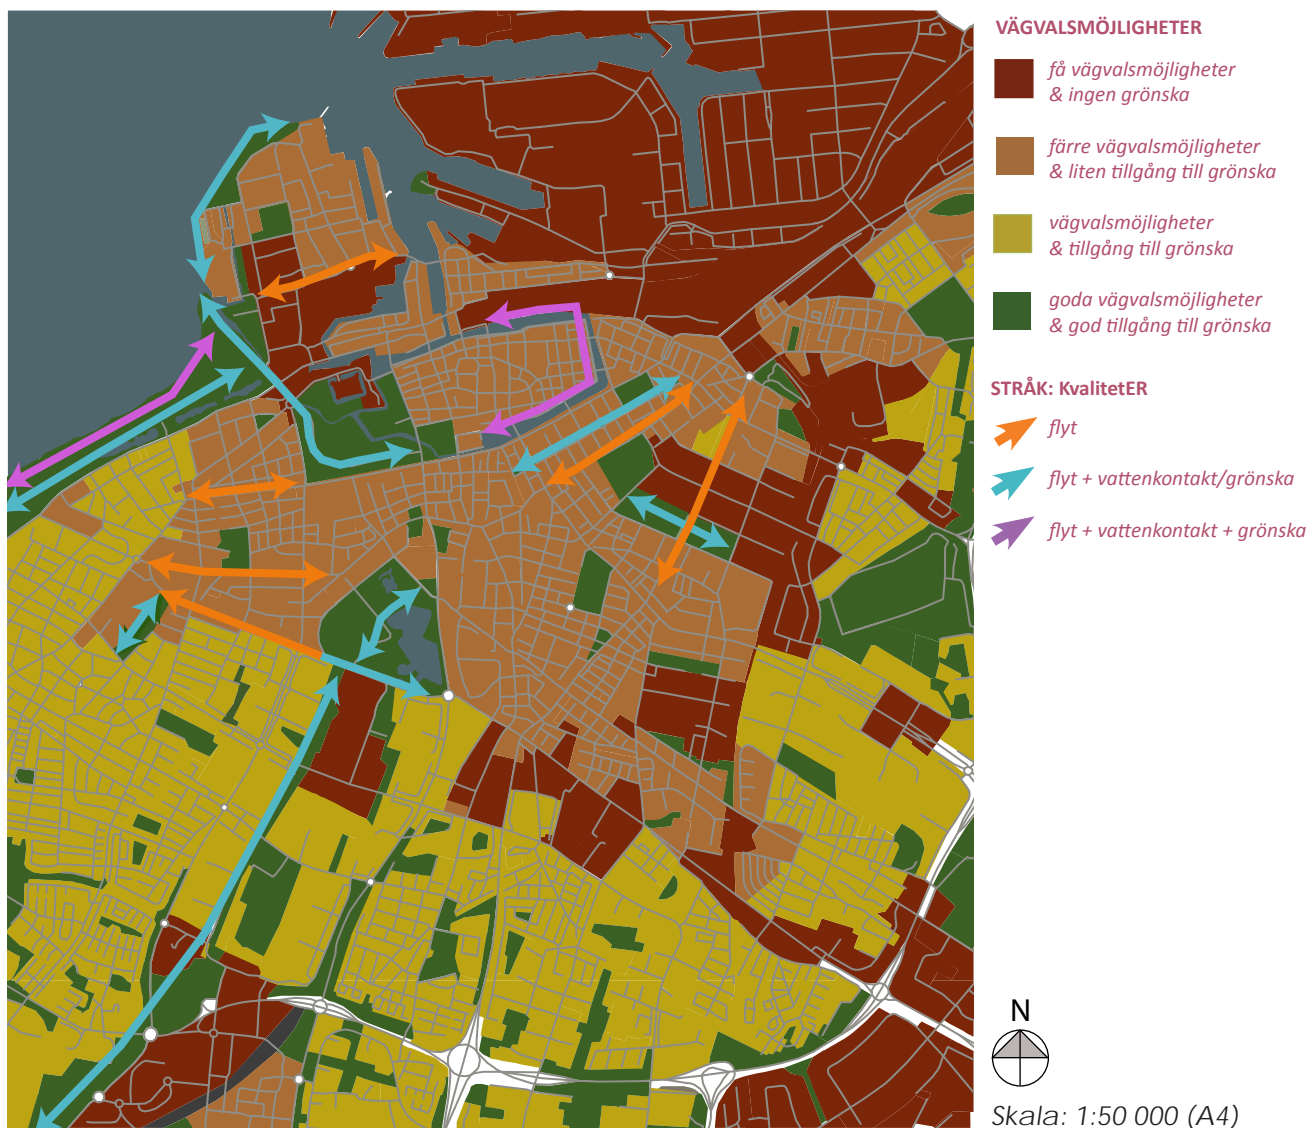 VÄGVALSMÖJLIGHETER
få vägvalsmöjligheter
& ingen grönska
färre vägvalsmöjligheter
& liten tillgång till grönska
vägvalsmöjligheter
& tillgång till grönska
goda vägvalsmöjligheter
& god tillgång till grönska
STRÅK: KvalitetER
flyt
flyt + vattenkontakt/grönska
flyt + vattenkontakt + grönska
N
Skala: 1:50 000 (A4)